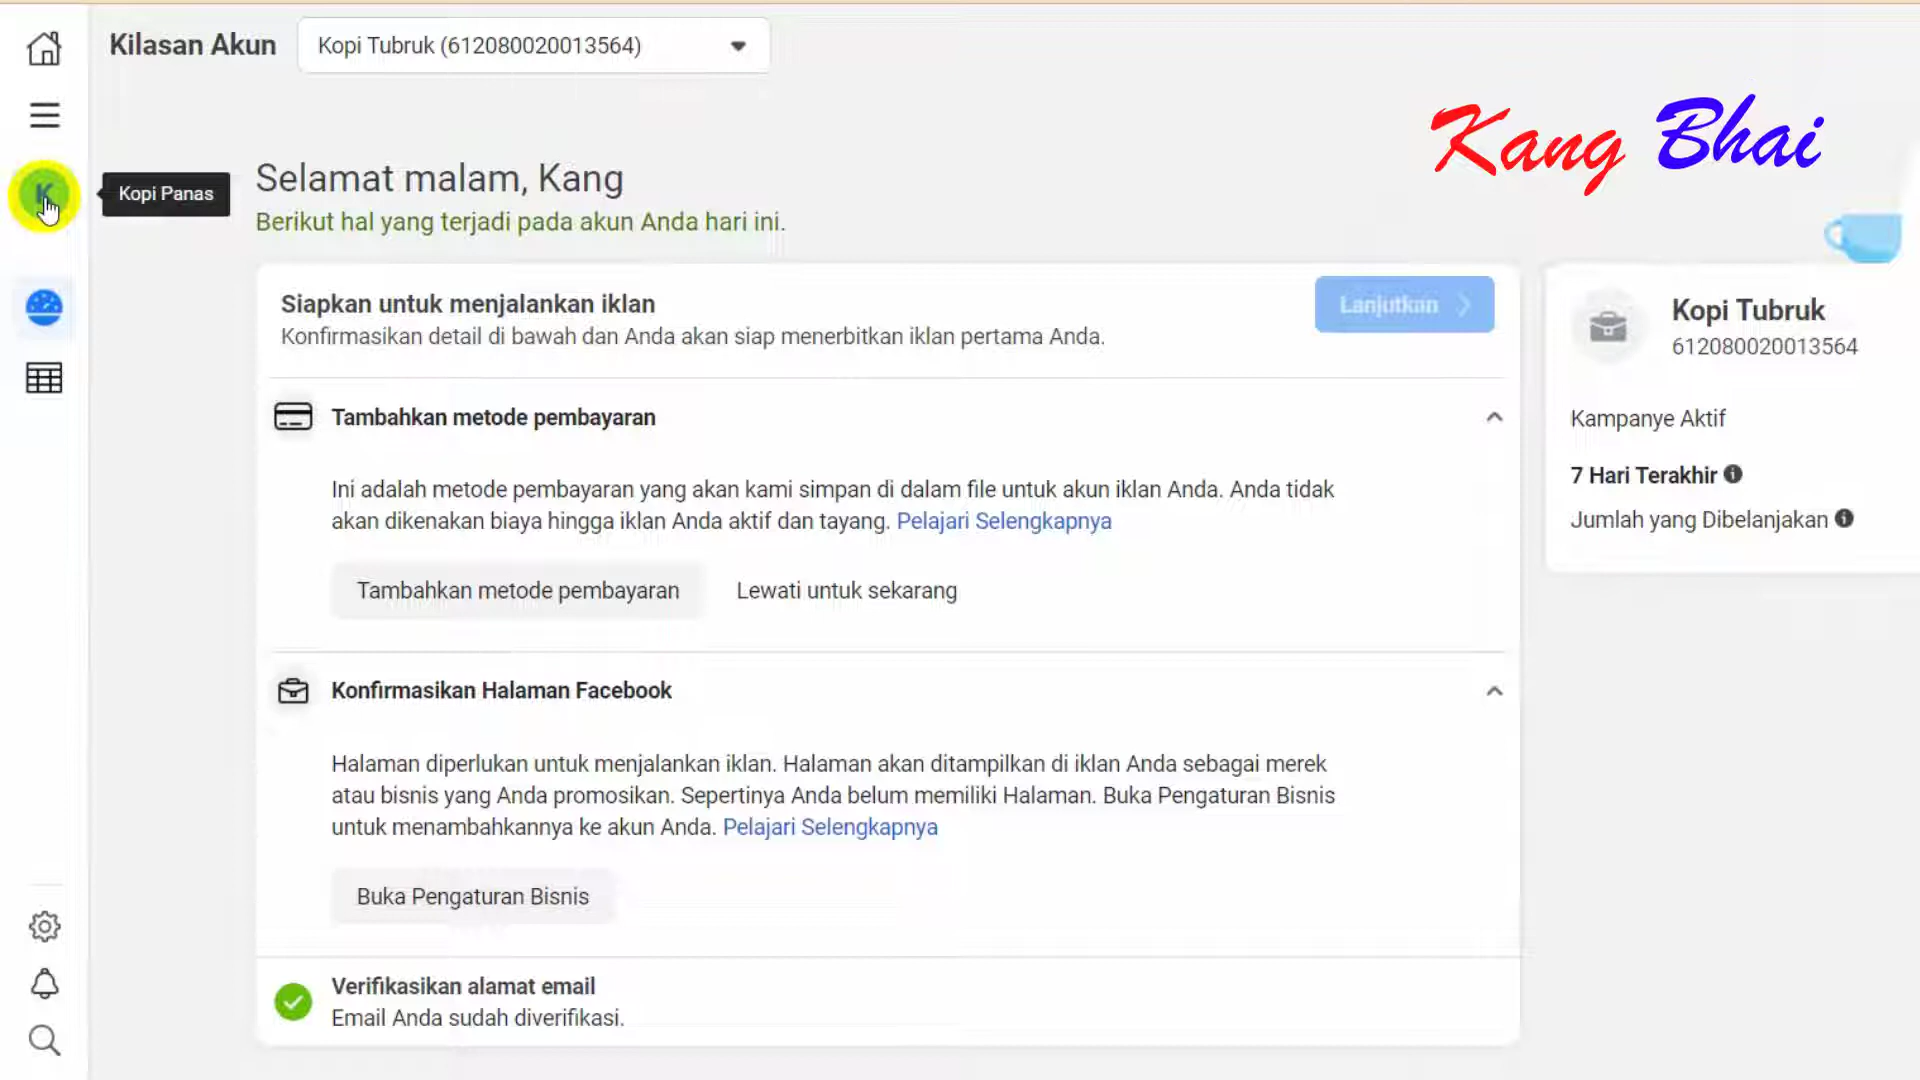 Kilasan Akun
Kopi Tubruk (612080020013564)
Kang Bhai
K
Kopi Panas
Selamat malam, Kang
Berikut hal yang terjadi pada akun Anda hari ini.
Siapkan untuk menjalankan iklan
Konfirmasikan detail di bawah dan Anda akan siap menerbitkan iklan pertama Anda.
Lanjutkan
Tambahkan metode pembayaran
Ini adalah metode pembayaran yang akan kami simpan di dalam file untuk akun iklan Anda. Anda tidak
akan dikenakan biaya hingga iklan Anda aktif dan tayang. Pelajari Selengkapnya
Tambahkan metode pembayaran
Lewati untuk sekarang
Konfirmasikan Halaman Facebook
Halaman diperlukan untuk menjalankan iklan. Halaman akan ditampilkan di iklan Anda sebagai merek
atau bisnis yang Anda promosikan. Sepertinya Anda belum memiliki Halaman. Buka Pengaturan Bisnis
untuk menambahkannya ke akun Anda. Pelajari Selengkapnya
Buka Pengaturan Bisnis
Verifikasikan alamat email
Email Anda sudah diverifikasi.
Kopi Tubruk
612080020013564
Kampanye Aktif
7 Hari Terakhir
Jumlah yang Dibelanjakan